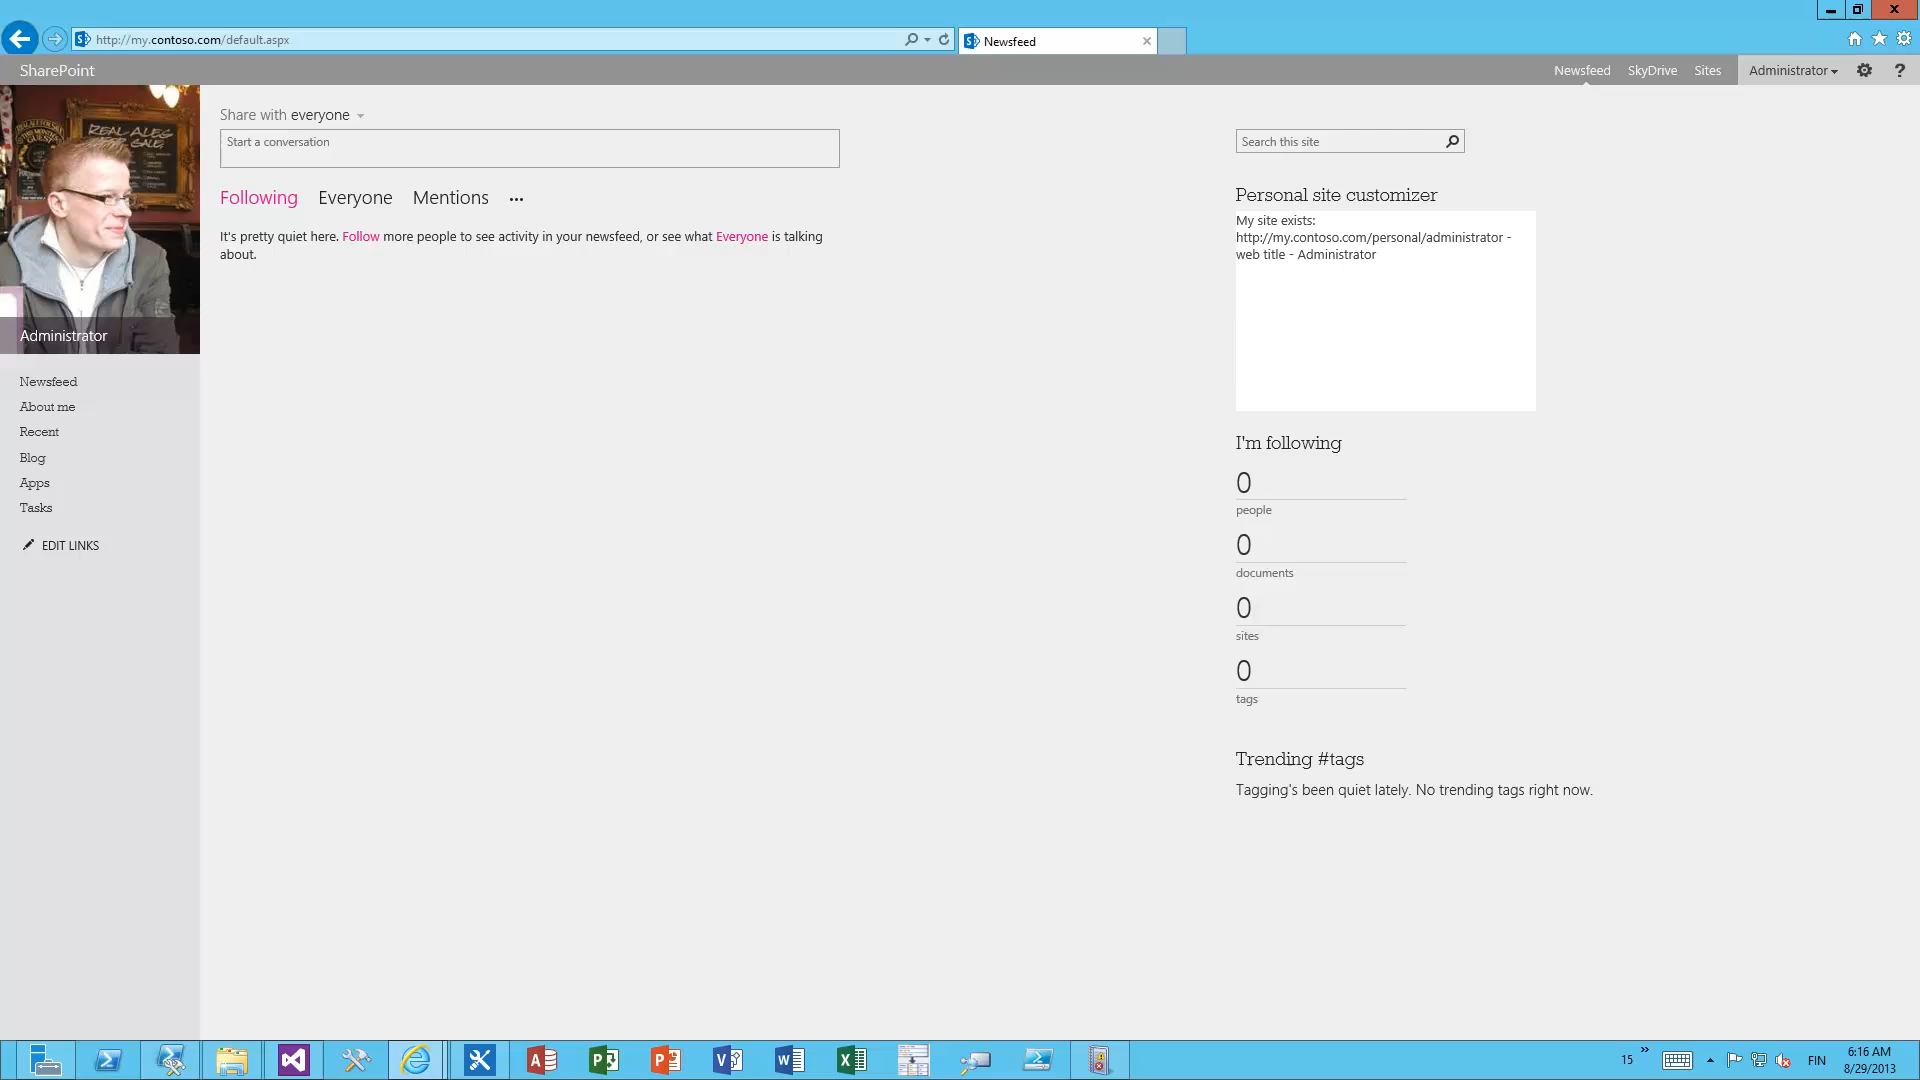 http://my.contoso.com/default.aspx
Newsfeed
SharePoint
Newsfeed SkyDrive Sites Administrator ?
REAL ALES
Administrator
Newsfeed
About me
Recent
Blog
Apps
Tasks
EDIT LINKS
Share with everyone
Start a conversation
Following Everyone Mentions ...
It's pretty quiet here. Follow more people to see activity in your newsfeed, or see what Everyone is talking
about.
Search this site
Personal site customizer
My site exists:
http://my.contoso.com/personal/administrator -
web title - Administrator
I'm following
0
people
0
documents
0
sites
0
tags
Trending #tags
Tagging's been quiet lately. No trending tags right now.
15 FIN
6:16 AM
8/29/2013